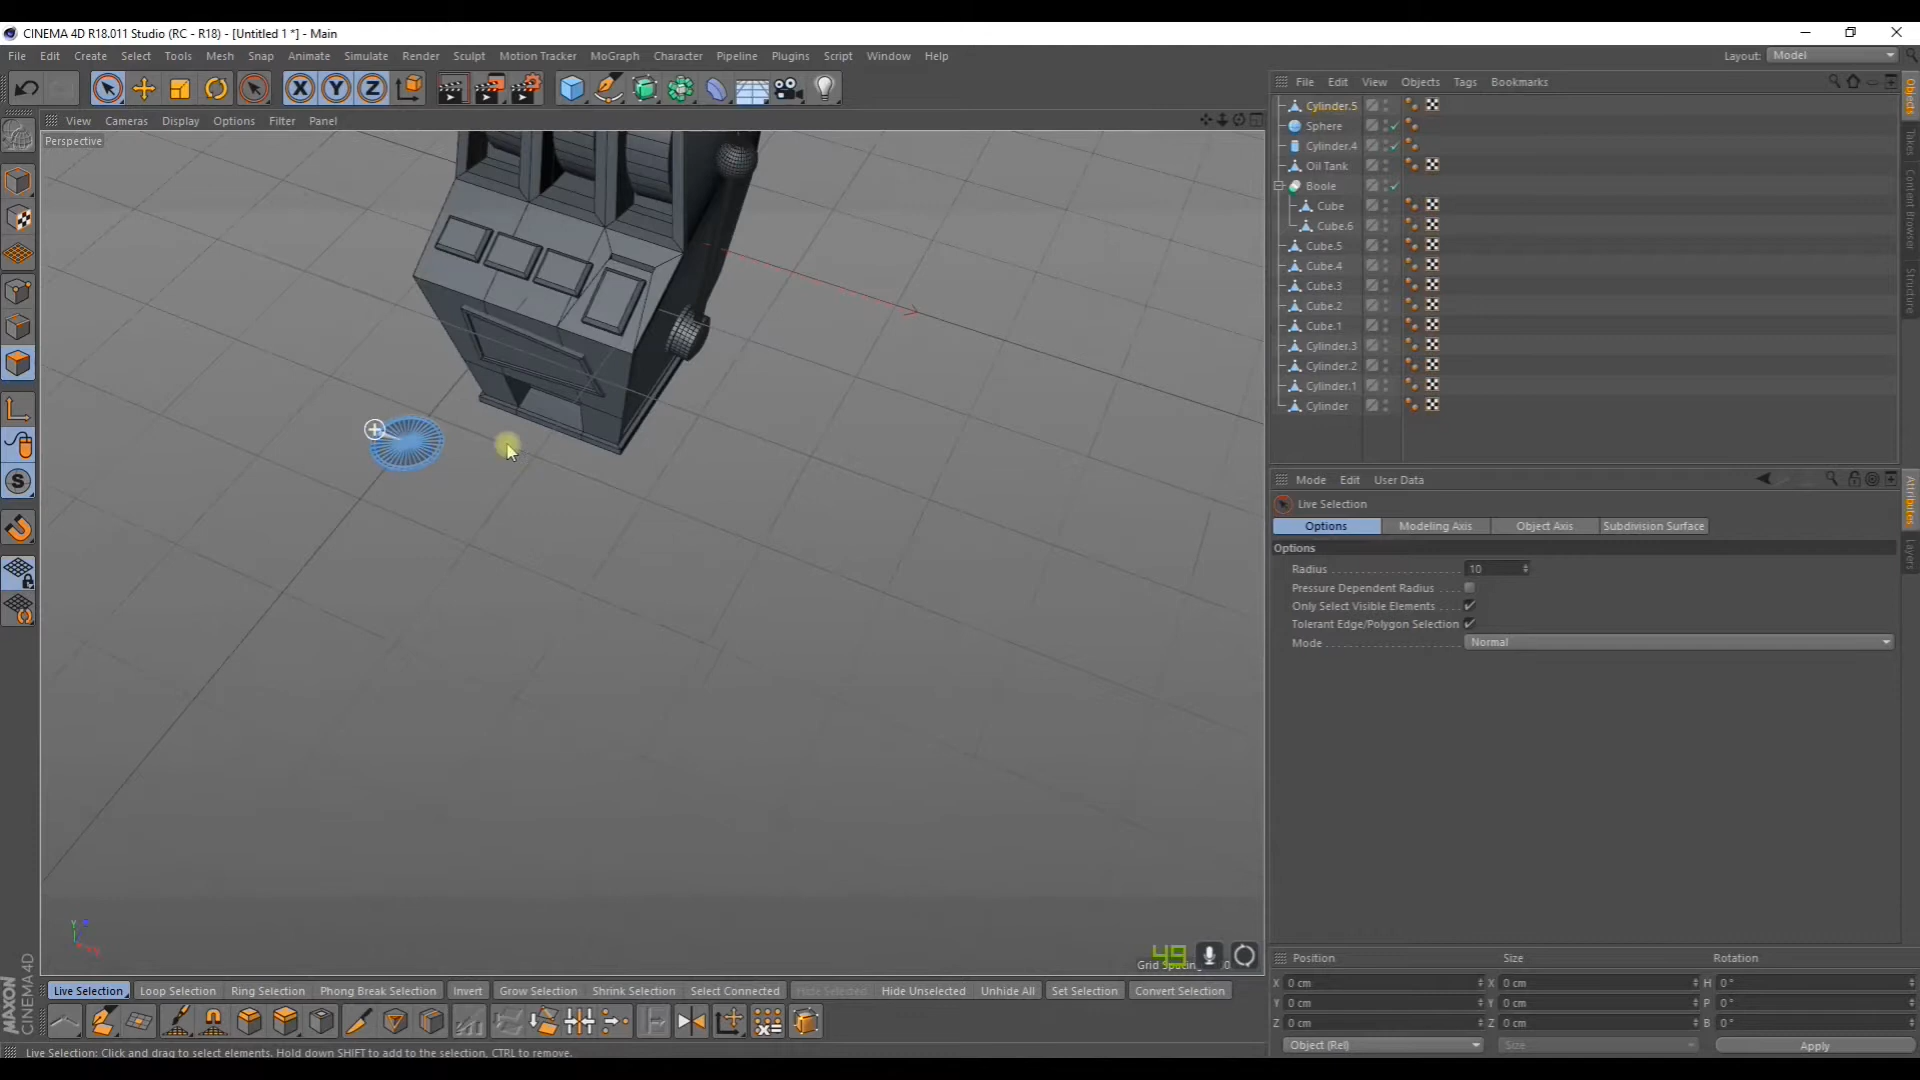 CINEMA 4D R18.011 Studio (RC - R18) - [Untitled 1 *] - Main
File Edit Create Select Tools Mesh Snap Animate Simulate Render Sculpt Motion Tracker MoGraph Character Pipeline Plugins Script Window Help
Layout: Model
File Edit View Objects Tags Bookmarks
View Cameras Display Options Filter Panel
Perspective
Cylinder.5
Sphere
Cylinder.4
Oil Tank
Boole
Cube
Cube.6
Cube.5
Cube.4
Cube.3
Cube.2
Cube.1
Cylinder.3
Cylinder.2
Cylinder.1
Cylinder
Objects
Takes
Content Browser
Structure
Mode Edit User Data
Live Selection
Options Modeling Axis Object Axis Subdivision Surface
Options
Radius 10
Pressure Dependent Radius
Only Select Visible Elements
Tolerant Edge/Polygon Selection
Mode Normal
Attributes
Layers
Y
49
Grid
Position Size Rotation
X 0 cm X 0 cm H 0 °
Y 0 cm Y 0 cm P 0 °
Z 0 cm Z 0 cm B 0 °
Object (Rel) Size Apply
Live Selection Loop Selection Ring Selection Phong Break Selection Invert Grow Selection Shrink Selection Select Connected Hide Selected Hide Unselected Unhide All Set Selection Convert Selection
MAXON
CINEMA 4D
Live Selection: Click and drag to select elements. Hold down SHIFT to add to the selection, CTRL to remove.